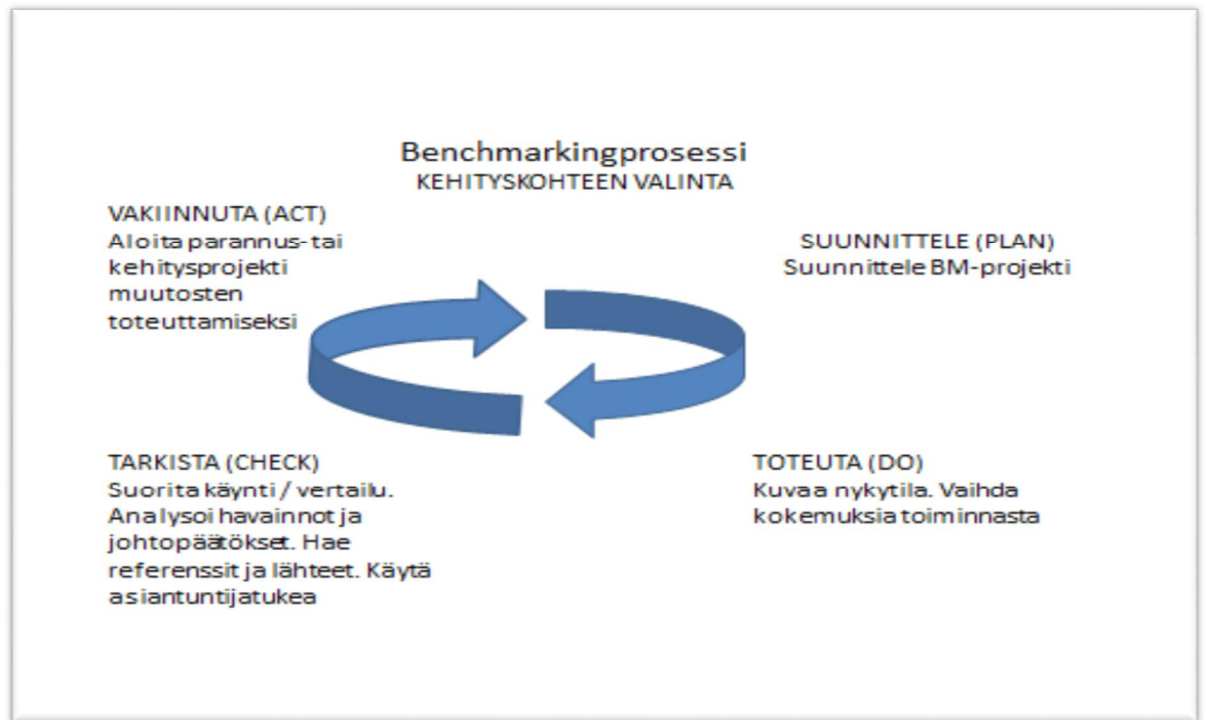 Benchmarkingprosessi
KEHITYSKOHTEEN VALINTA
VAKIINNUTA (ACT)
Aloita parannus- tai
kehitysprojekti
muutosten
toteuttamiseksi
SUUNNITTELE (PLAN)
Suunnittele BM-projekti
TARKISTA (CHECK)
Suorita käynti / vertailu.
Analysoi havainnot ja
johtopäätökset. Hae
referenssit ja lähteet. Käytä
asiantuntijatukea
TOTEUTA (DO)
Kuvaa nykytila. Vaihda
kokemuksia toiminnasta